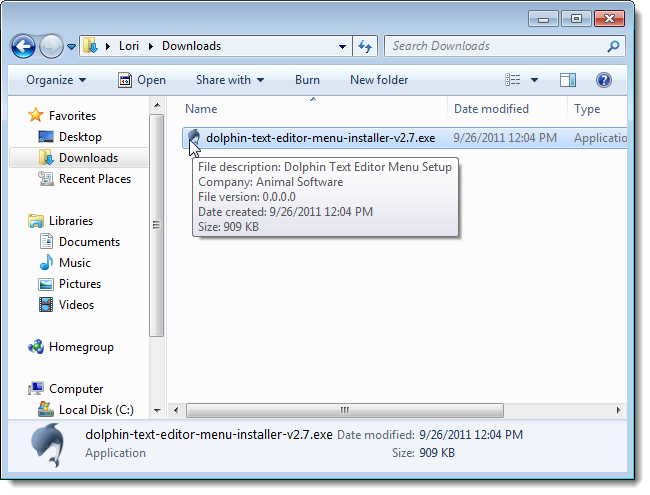 Lori Downloads Search Downloads
Organize Open Share with Burn New folder
Name Date modified Type
Favorites
Desktop
Downloads
Recent Places
Libraries
Documents
Music
Pictures
Videos
Homegroup
Computer
Local Disk (C:)
dolphin-text-editor-menu-installer-v2.7.exe 9/26/2011 12:04 PM Application
File description: Dolphin Text Editor Menu Setup
Company: Animal Software
File version: 0.0.0.0
Date created: 9/26/2011 12:04 PM
Size: 909 KB
dolphin-text-editor-menu-installer-v2.7.exe Date modified: 9/26/2011 12:04 PM
Application Size: 909 KB